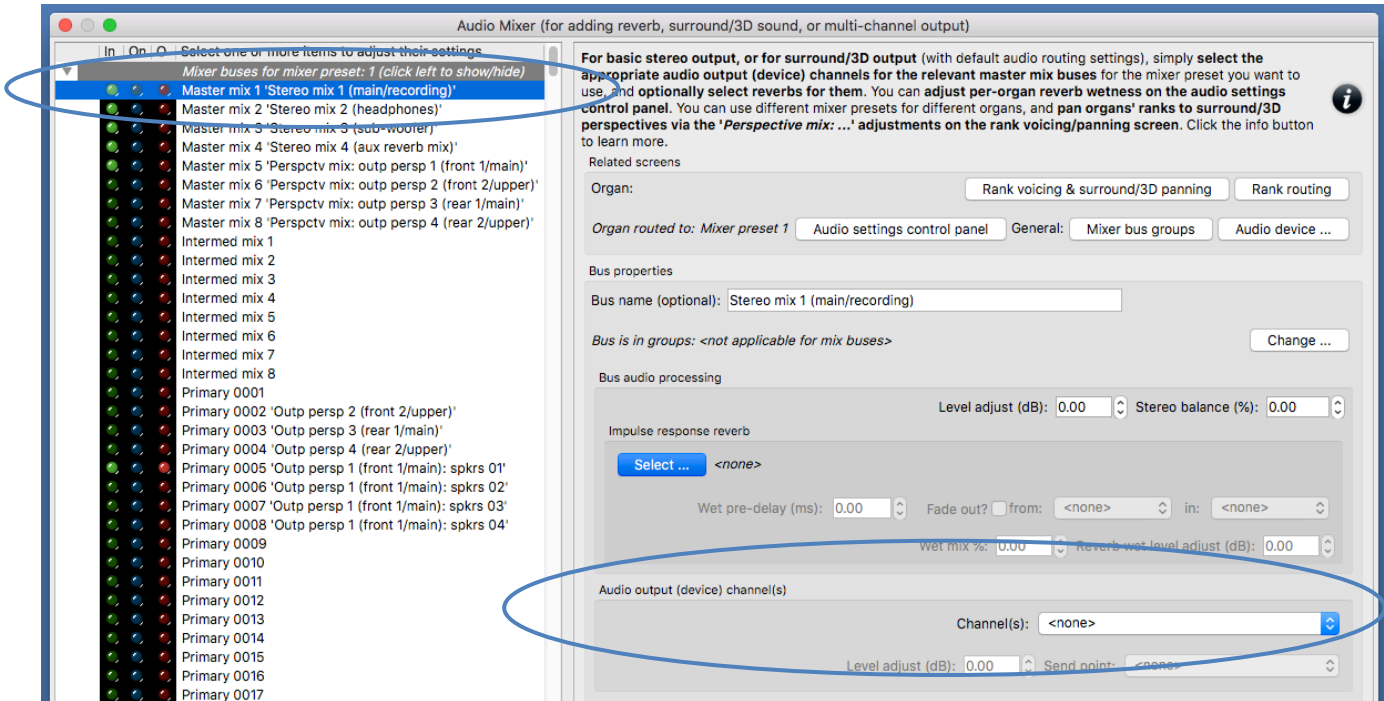 Audio Mixer (for adding reverb, surround/3D sound, or multi-channel output)
In On O Select one or more items to adjust their settings
Mixer buses for mixer preset: 1 (click left to show/hide)
Master mix 1 'Stereo mix 1 (main/recording)'
Master mix 2 'Stereo mix 2 (headphones)'
Master mix 3 'Stereo mix 3 (sub-woofer)'
Master mix 4 'Stereo mix 4 (aux reverb mix)'
Master mix 5 'Perspctv mix: outp persp 1 (front 1/main)'
Master mix 6 'Perspctv mix: outp persp 2 (front 2/upper)'
Master mix 7 'Perspctv mix: outp persp 3 (rear 1/main)'
Master mix 8 'Perspctv mix: outp persp 4 (rear 2/upper)'
Intermed mix 1
Intermed mix 2
Intermed mix 3
Intermed mix 4
Intermed mix 5
Intermed mix 6
Intermed mix 7
Intermed mix 8
Primary 0001
Primary 0002 'Outp persp 2 (front 2/upper)'
Primary 0003 'Outp persp 3 (rear 1/main)'
Primary 0004 'Outp persp 4 (rear 2/upper)'
Primary 0005 'Outp persp 1 (front 1/main): spkrs 01'
Primary 0006 'Outp persp 1 (front 1/main): spkrs 02'
Primary 0007 'Outp persp 1 (front 1/main): spkrs 03'
Primary 0008 'Outp persp 1 (front 1/main): spkrs 04'
Primary 0009
Primary 0010
Primary 0011
Primary 0012
Primary 0013
Primary 0014
Primary 0015
Primary 0016
Primary 0017
For basic stereo output, or for surround/3D output (with default audio routing settings), simply select the
appropriate audio output (device) channels for the relevant master mix buses for the mixer preset you want to
use, and optionally select reverbs for them. You can adjust per-organ reverb wetness on the audio settings
control panel. You can use different mixer presets for different organs, and pan organs' ranks to surround/3D
perspectives via the 'Perspective mix: ...' adjustments on the rank voicing/panning screen. Click the info button
to learn more.
i
Related screens
Organ: Rank voicing & surround/3D panning Rank routing
Organ routed to: Mixer preset 1 Audio settings control panel General: Mixer bus groups Audio device ...
Bus properties
Bus name (optional): Stereo mix 1 (main/recording)
Bus is in groups: <not applicable for mix buses> Change ...
Bus audio processing
Level adjust (dB): 0.00 Stereo balance (%): 0.00
Impulse response reverb
Select ... <none>
Wet pre-delay (ms): 0.00 Fade out? from: <none> in: <none>
Wet mix %: 0.00 Reverb wet level adjust (dB): 0.00
Audio output (device) channel(s)
Channel(s): <none>
Level adjust (dB): 0.00 Send point: <none>